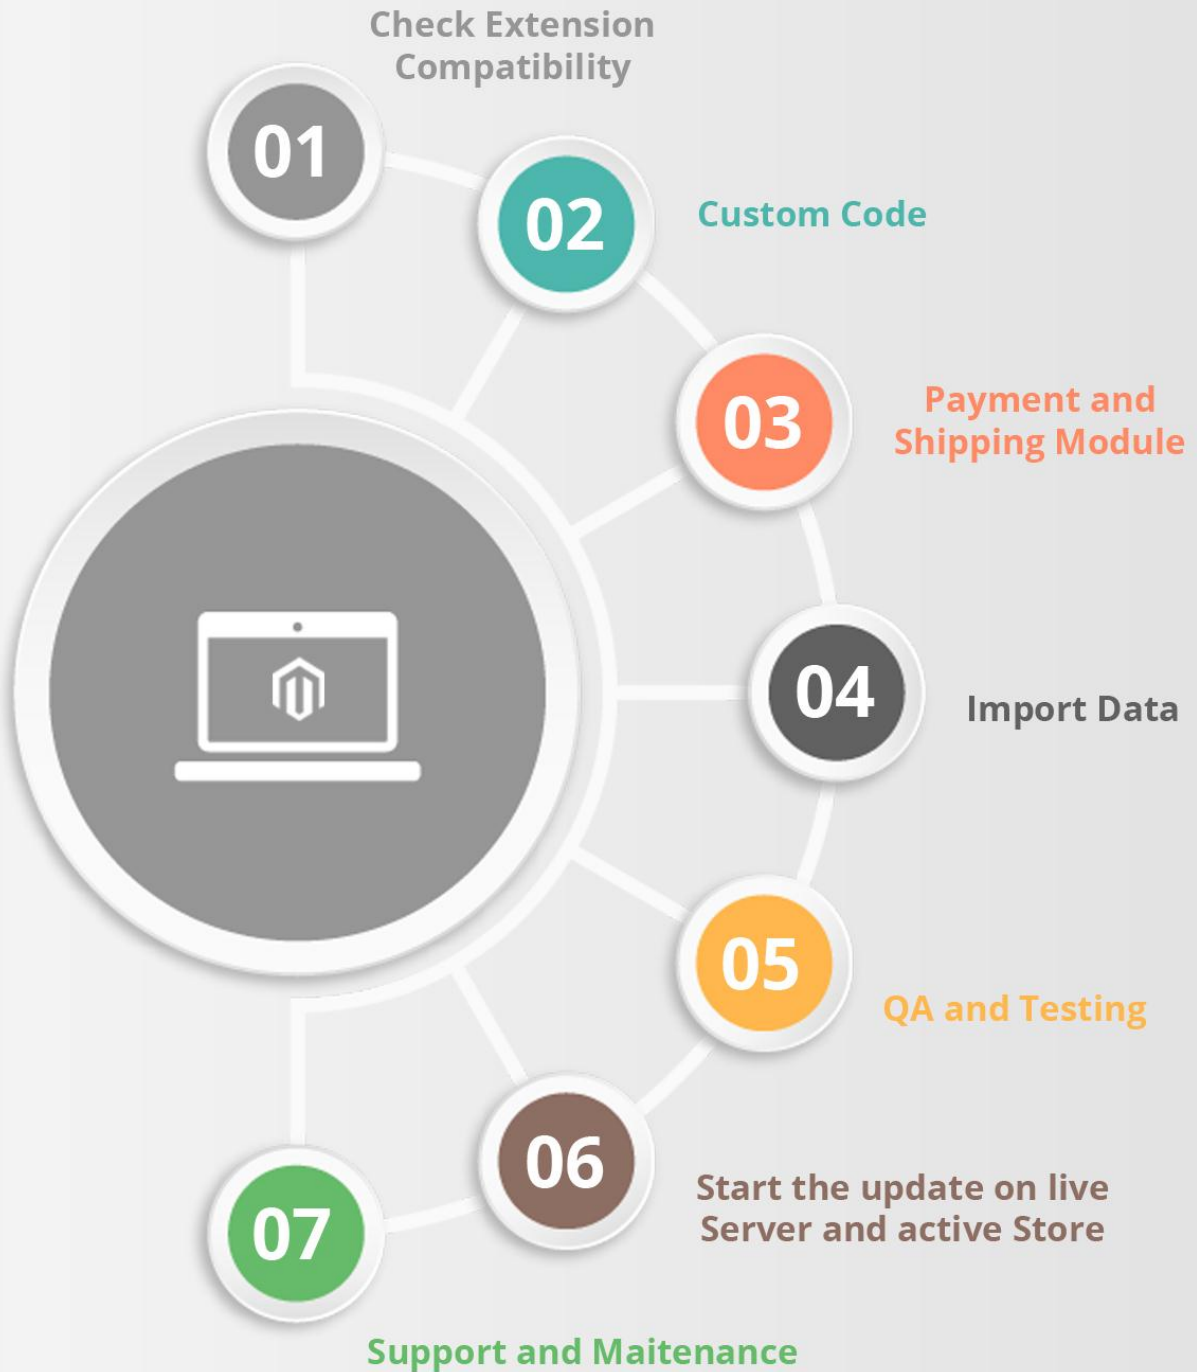 Check Extension
Compatibility
01
02
Custom Code
03
Payment and
Shipping Module
04
Import Data
05
QA and Testing
06
Start the update on live
Server and active Store
07
Support and Maitenance